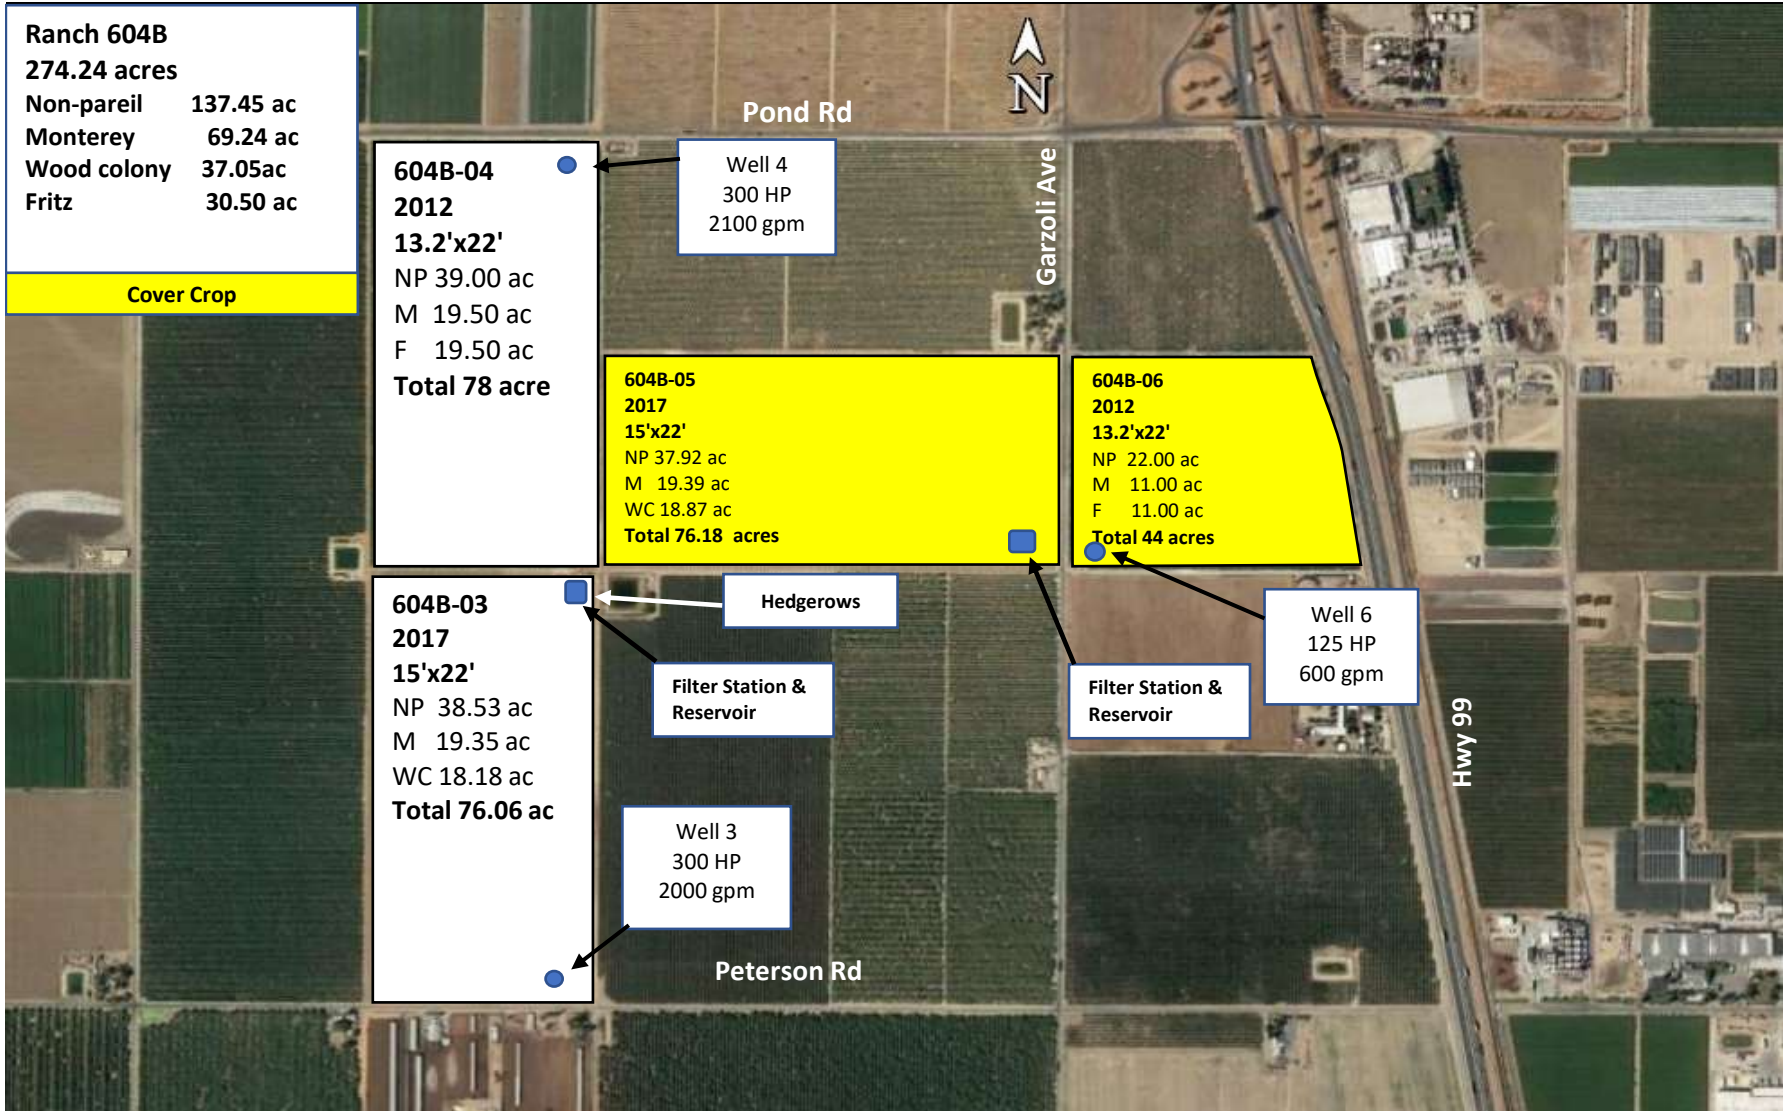 Ranch 604B
274.24 acres
Non-pareil 137.45 ac
Monterey 69.24 ac
Wood colony 37.05ac
Fritz 30.50 ac
Cover Crop
N
Pond Rd
Garzoli Ave
604B-04
2012
13.2'x22'
NP 39.00 ac
M 19.50 ac
F 19.50 ac
Total 78 acre
Well 4
300 HP
2100 gpm
604B-05
2017
15'x22'
NP 37.92 ac
M 19.39 ac
WC 18.87 ac
Total 76.18 acres
604B-06
2012
13.2'x22'
NP 22.00 ac
M 11.00 ac
F 11.00 ac
Total 44 acres
604B-03
2017
15'x22'
NP 38.53 ac
M 19.35 ac
WC 18.18 ac
Total 76.06 ac
Hedgerows
Filter Station &
Reservoir
Filter Station &
Reservoir
Well 6
125 HP
600 gpm
Hwy 99
Well 3
300 HP
2000 gpm
Peterson Rd